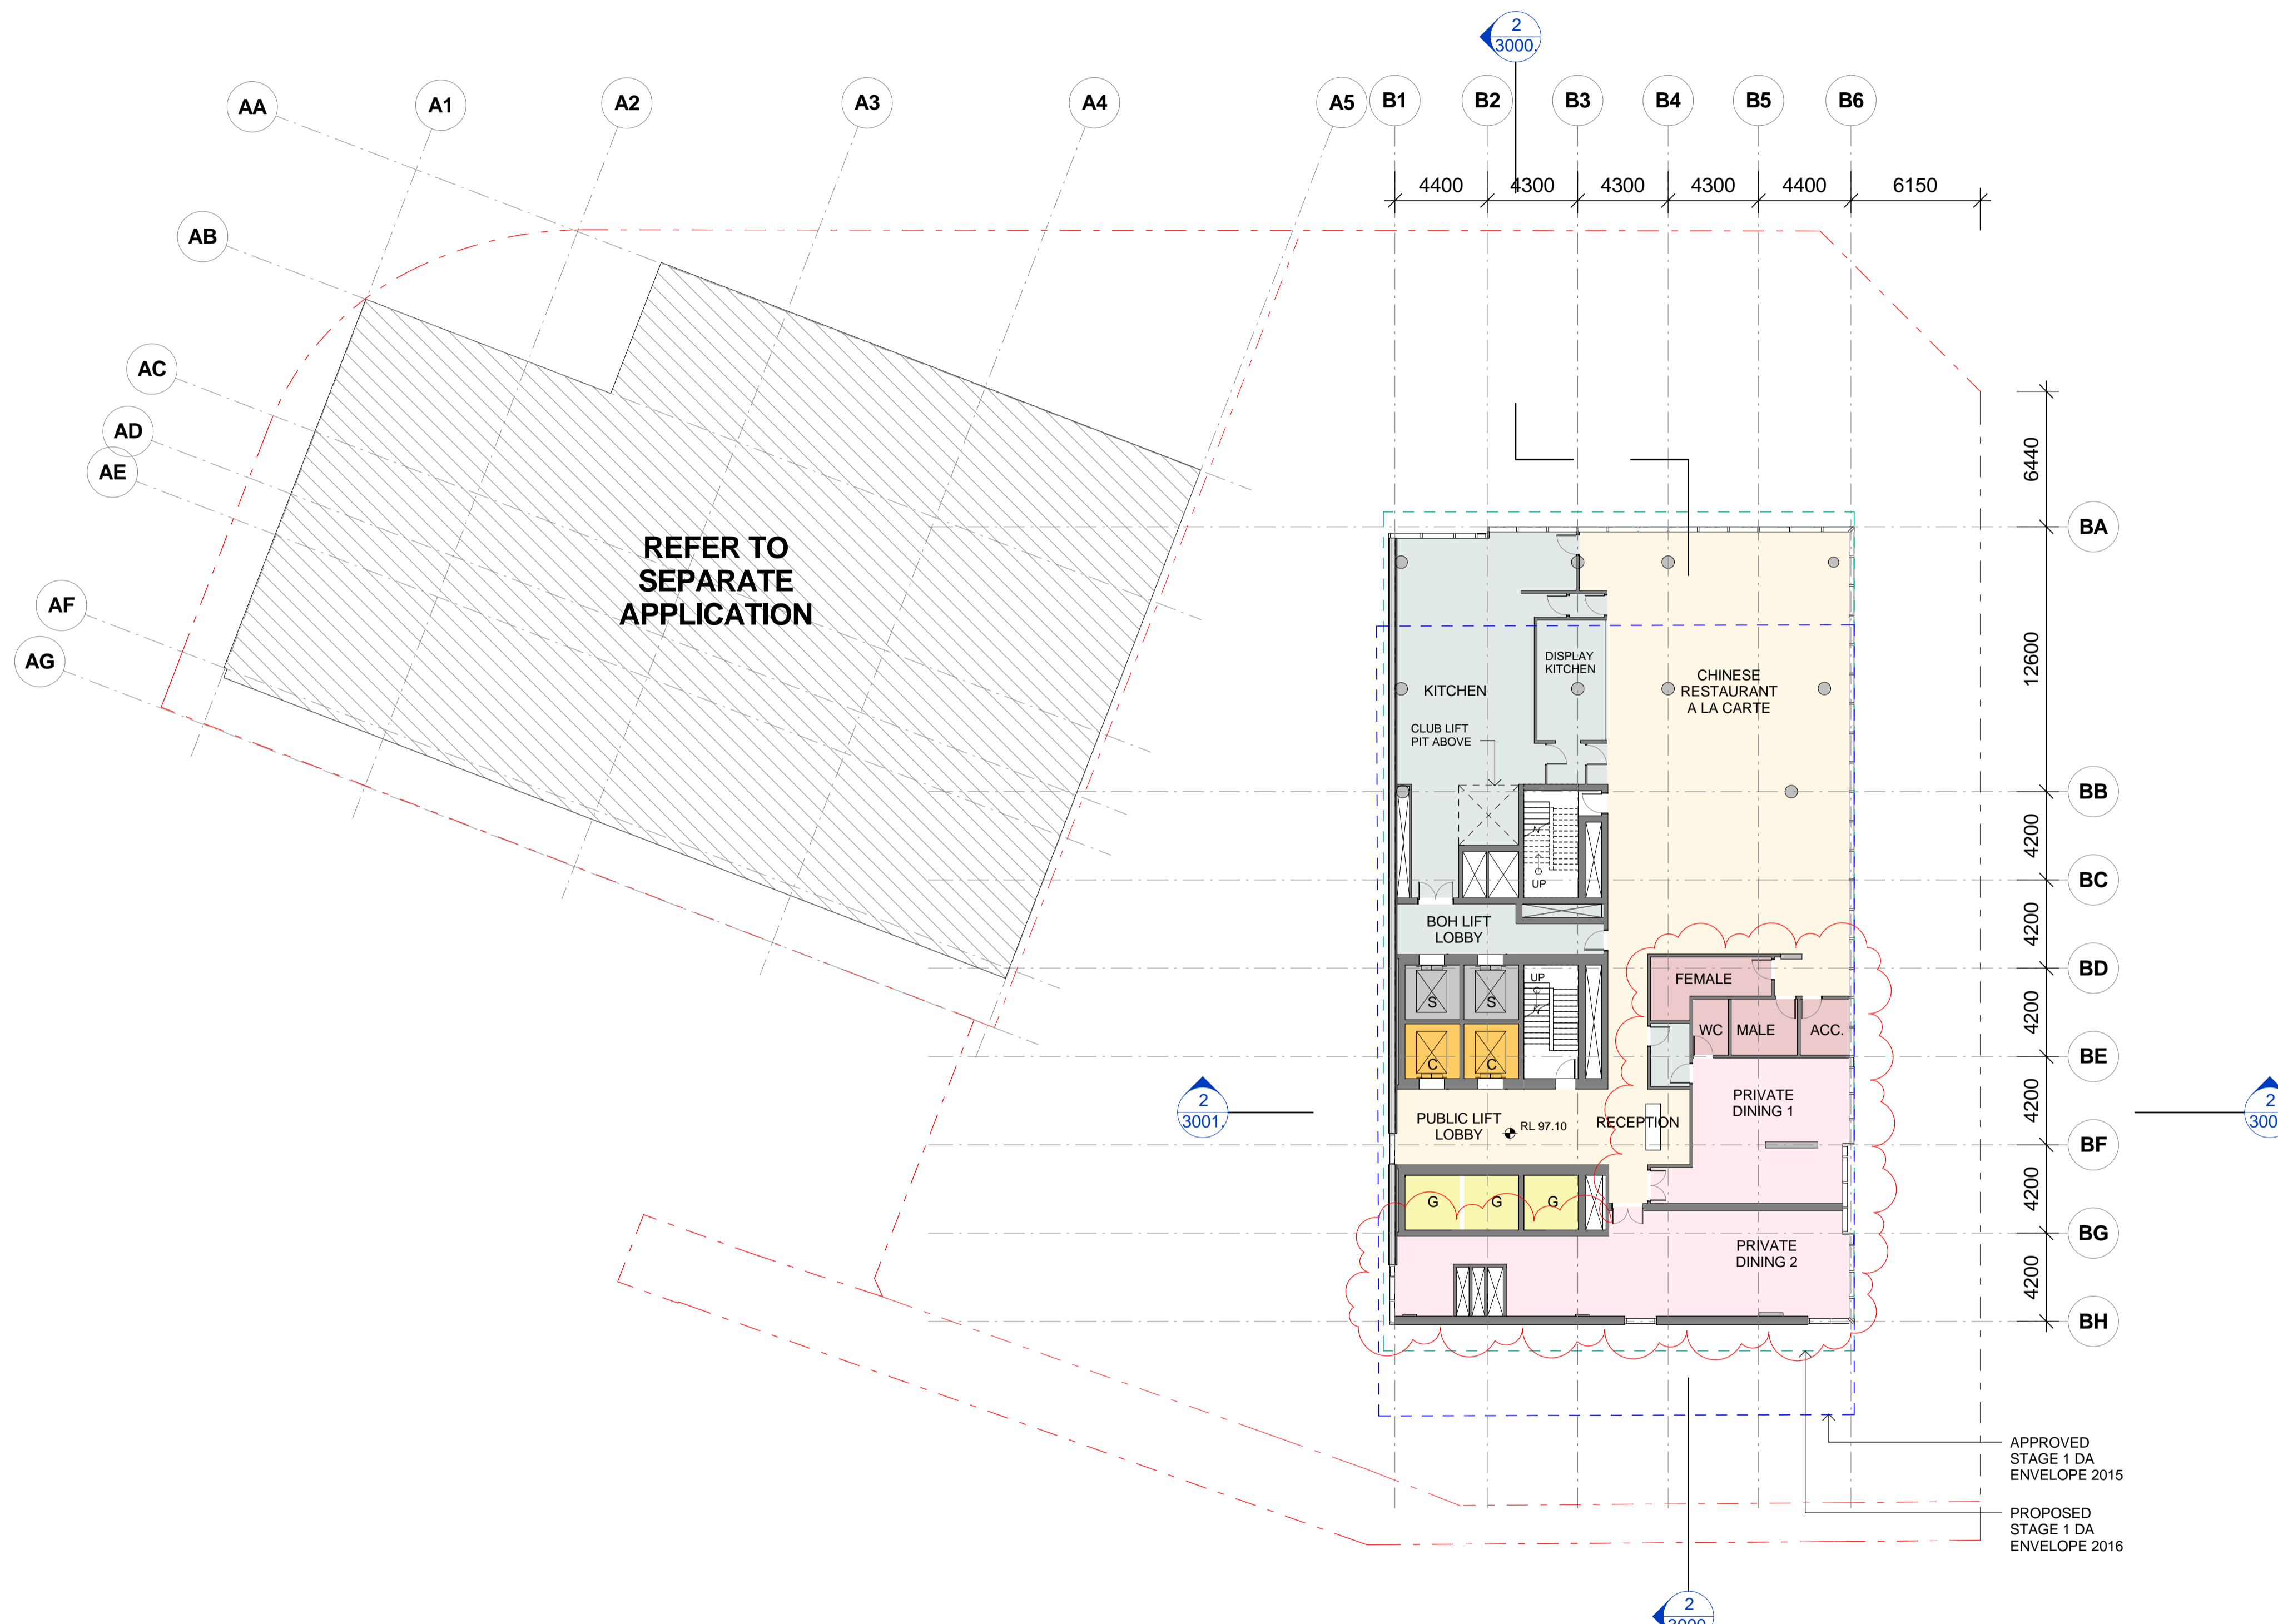 2
3000.
AA
A1
A2
A3
A4
A5
B1
B2
B3
B4
B5
B6
4400
4300
4300
4300
4400
6150
AB
AC
AD
AE
AF
AG
REFER TO
SEPARATE
APPLICATION
6440
BA
12600
BB
4200
BC
4200
BD
4200
BE
4200
BF
4200
BG
4200
BH
DISPLAY
KITCHEN
KITCHEN
CHINESE
RESTAURANT
A LA CARTE
CLUB LIFT
PIT ABOVE
UP
BOH LIFT
LOBBY
FEMALE
UP
S
S
WC
MALE
ACC.
C
C
2
3001.
PRIVATE
DINING 1
PUBLIC LIFT
LOBBY
RL 97.10
RECEPTION
2
300
G
G
G
PRIVATE
DINING 2
APPROVED
STAGE 1 DA
ENVELOPE 2015
PROPOSED
STAGE 1 DA
ENVELOPE 2016
2
3000